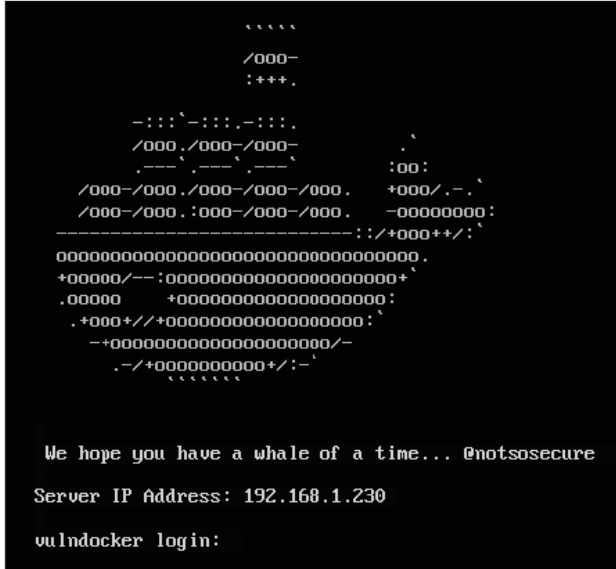 We hope you have a whale of a time... @notsosecure
Server IP Address: 192.168.1.230
vulndocker login: